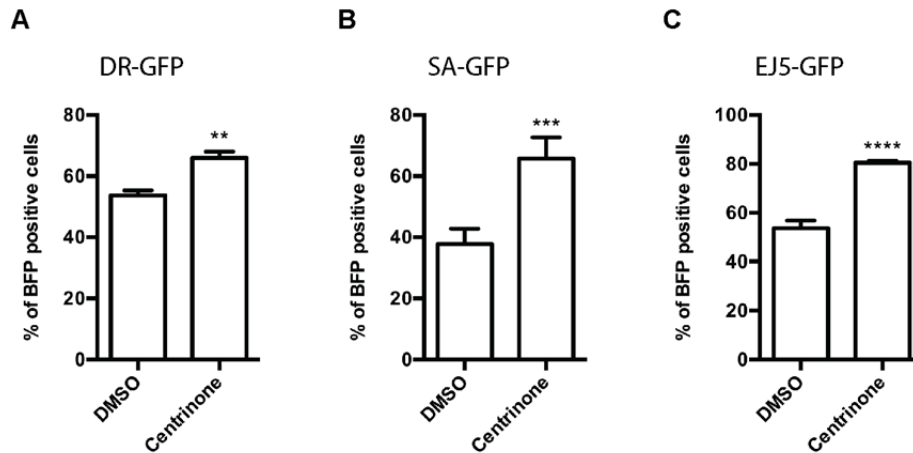 A
DR-GFP
% of BFP positive cells
80
60
40
20
0
**
DMSO
Centrinone
B
SA-GFP
% of BFP positive cells
80
60
40
20
0
***
DMSO
Centrinone
C
EJ5-GFP
% of BFP positive cells
100
80
60
40
20
0
****
DMSO
Centrinone